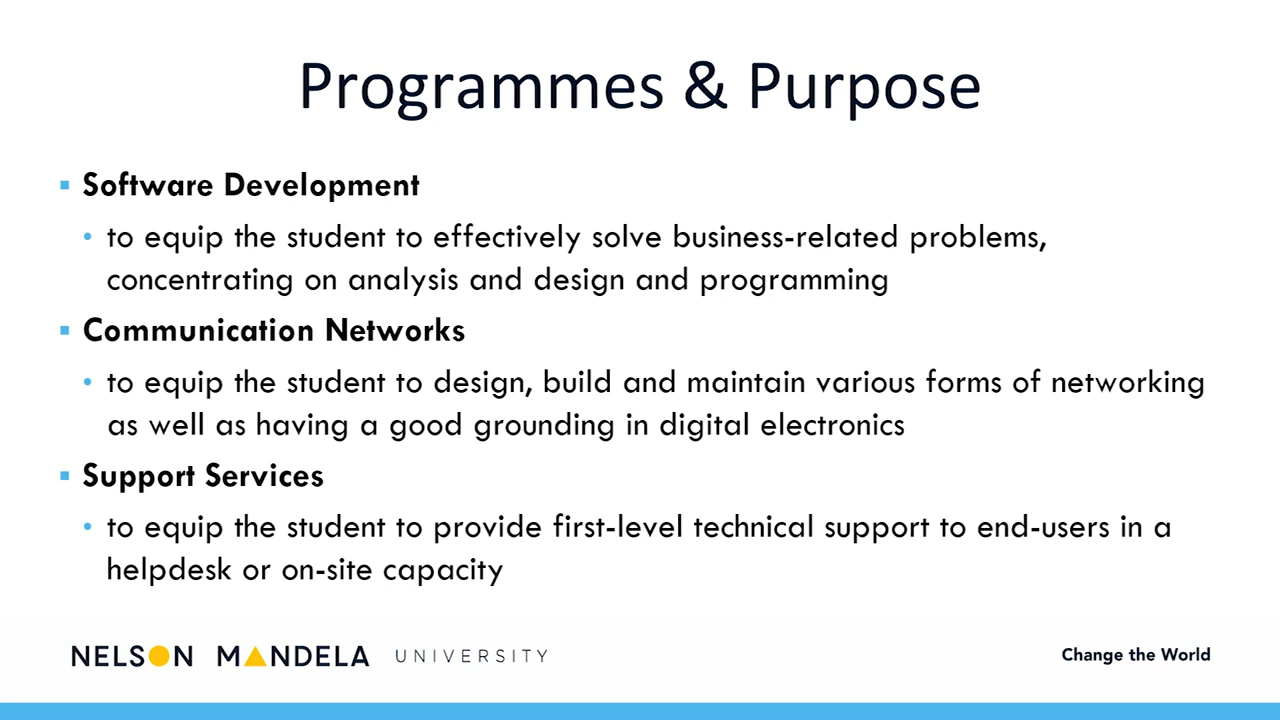 Programmes & Purpose
Software Development
to equip the student to effectively solve business-related problems,
concentrating on analysis and design and programming
Communication Networks
to equip the student to design, build and maintain various forms of networking
as well as having a good grounding in digital electronics
Support Services
to equip the student to provide first-level technical support to end-users in a
helpdesk or on-site capacity
NELSON MANDELA UNIVERSITY
Change the World